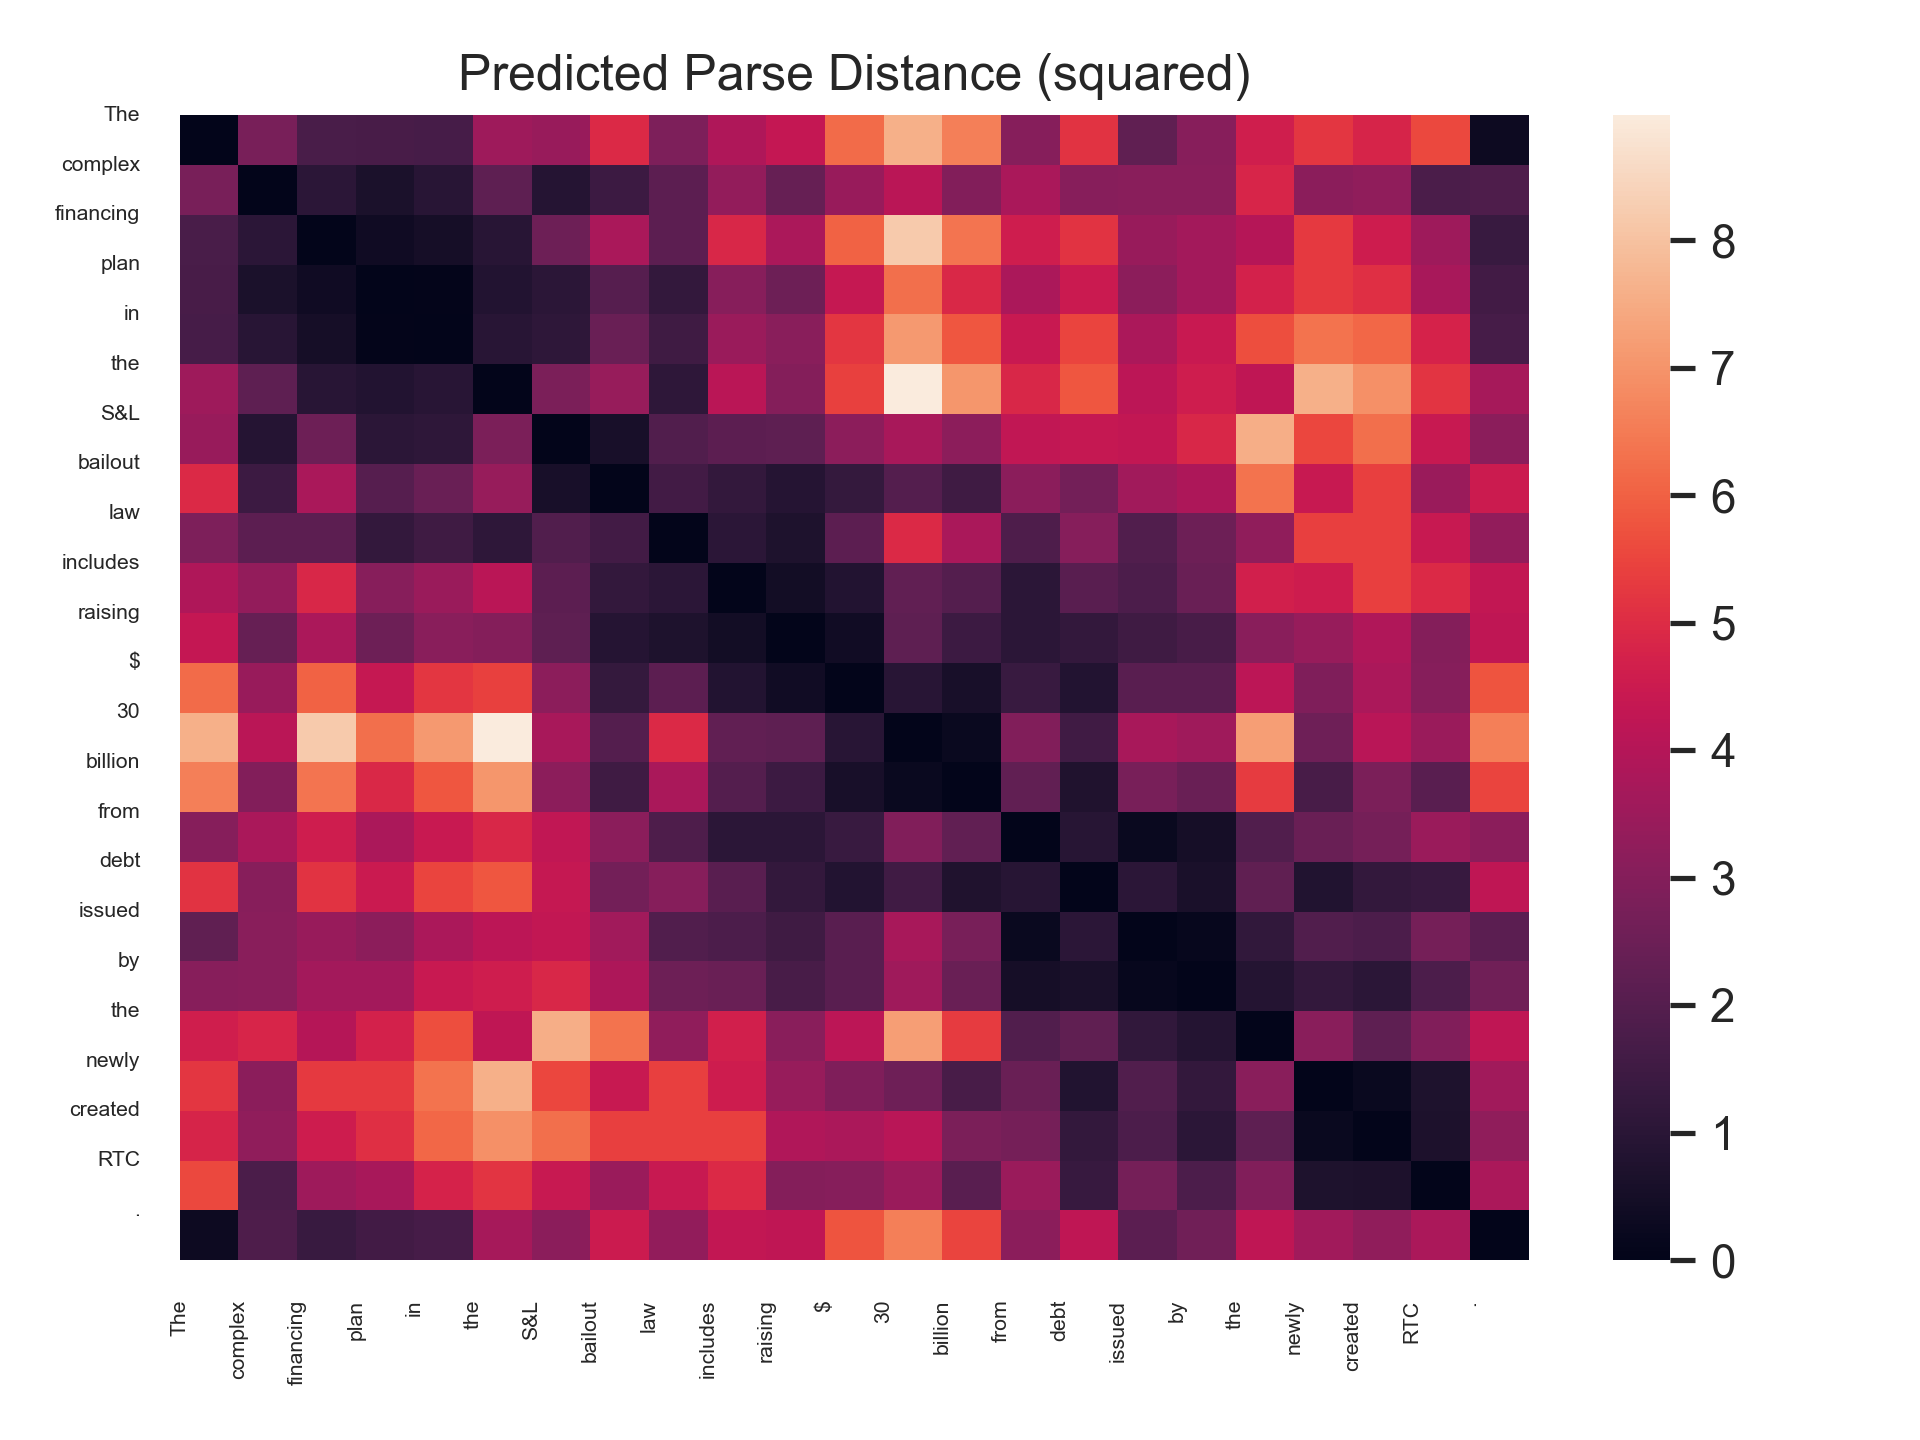 Predicted Parse Distance (squared)
The
complex
financing
plan
in
the
S&L
bailout
law
includes
raising
$
30
billion
from
debt
issued
by
the
newly
created
RTC
.
The
complex
financing
plan
in
the
S&L
bailout
law
includes
raising
$
30
billion
from
debt
issued
by
the
newly
created
RTC
.
8
7
6
5
4
3
2
1
0